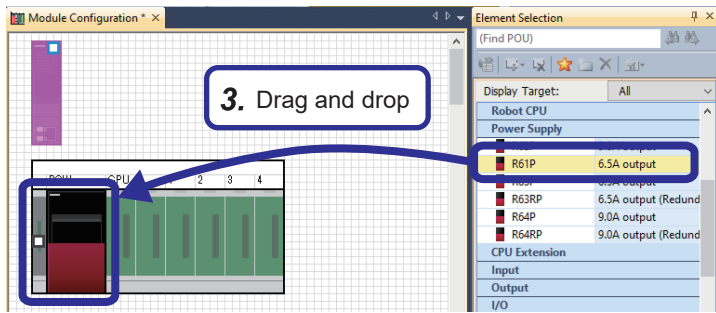 Module Configuration *
Element Selection
(Find POU)
Display Target: All
3. Drag and drop
Robot CPU
Power Supply
R61P 6.5A output
R63RP 6.5A output (Redund
R64P 9.0A output
R64RP 9.0A output (Redund
CPU Extension
Input
Output
I/O
POW CPU 2 3 4